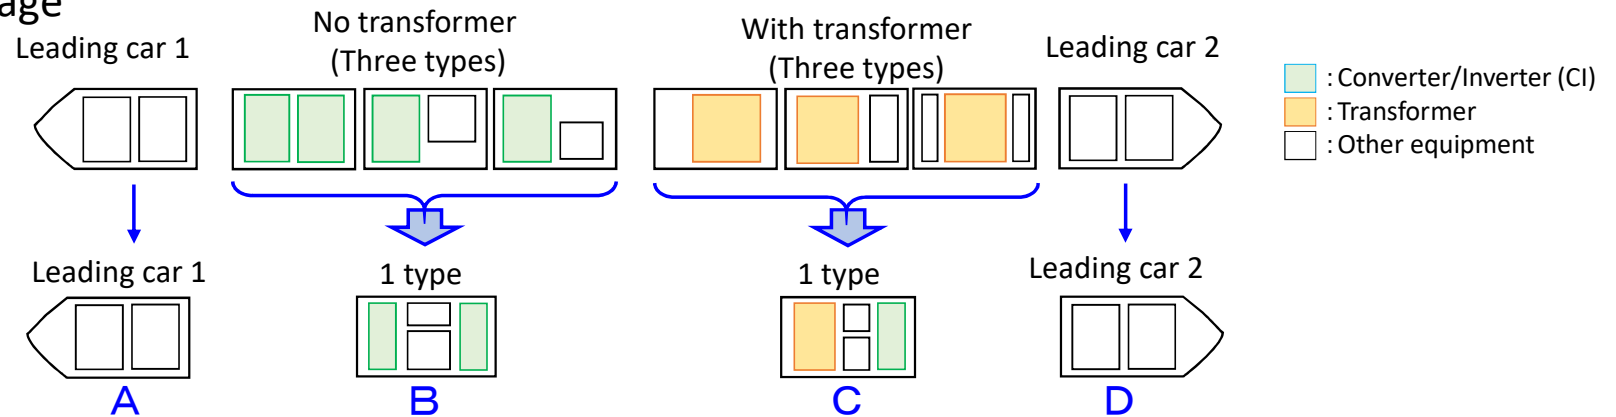 Leading car 1
No transformer
(Three types)
With transformer
(Three types)
Leading car 2
: Converter/Inverter (CI)
: Transformer
: Other equipment
Leading car 1
1 type
1 type
Leading car 2
A
B
C
D